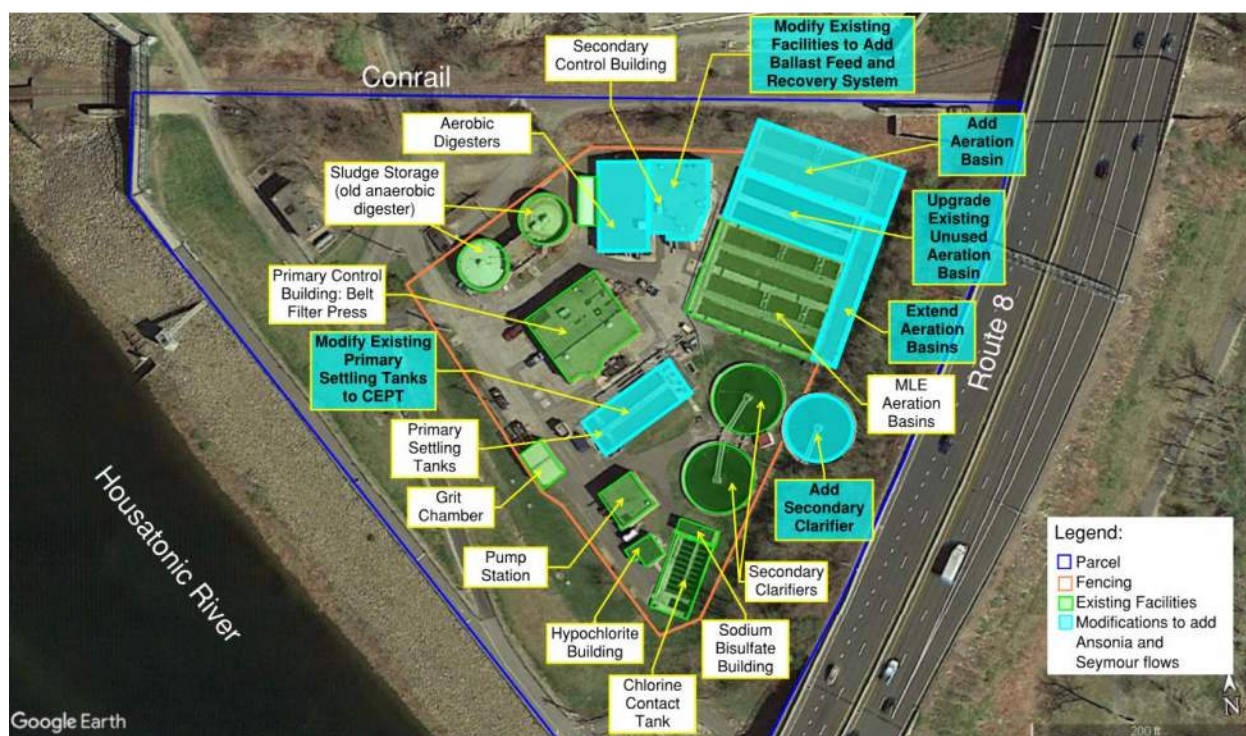 Conrail
Secondary
Control Building
Modify Existing
Facilities to Add
Ballast Feed and
Recovery System
Aerobic
Digesters
Add
Aeration
Basin
Sludge Storage
(old anaerobic
digester)
Upgrade
Existing
Unused
Aeration
Basin
Primary Control
Building: Belt
Filter Press
Extend
Aeration
Basins
Route 8
Modify Existing
Primary
Settling Tanks
to CEPT
MLE
Aeration
Basins
Primary
Settling
Tanks
Grit
Chamber
Add
Secondary
Clarifier
Housatonic River
Pump
Station
Secondary
Clarifiers
Hypochlorite
Building
Sodium
Bisulfate
Building
Chlorine
Contact
Tank
Legend:
Parcel
Fencing
Existing Facilities
Modifications to add
Ansonia and
Seymour flows
N
Google Earth
200 ft